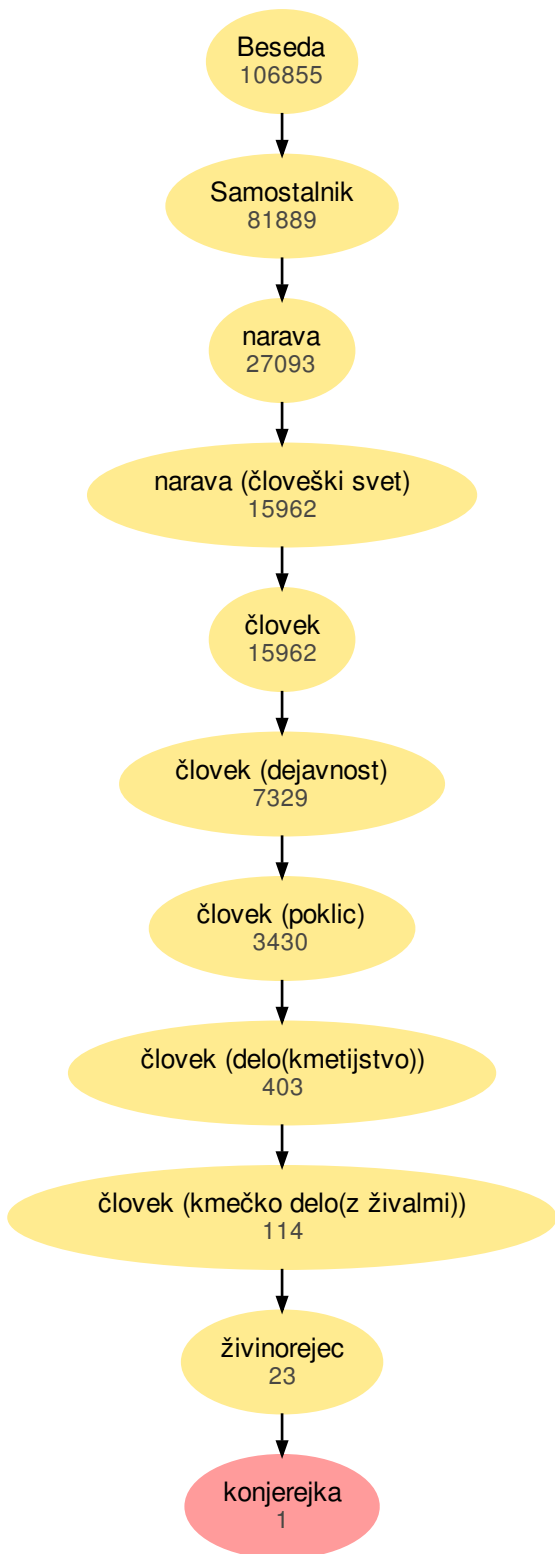 Beseda
106855
Samostalnik
81889
narava
27093
narava (človeški svet)
15962
človek
15962
človek (dejavnost)
7329
človek (poklic)
3430
človek (delo(kmetijstvo))
403
človek (kmečko delo(z živalmi))
114
živinorejec
23
konjerejka
1